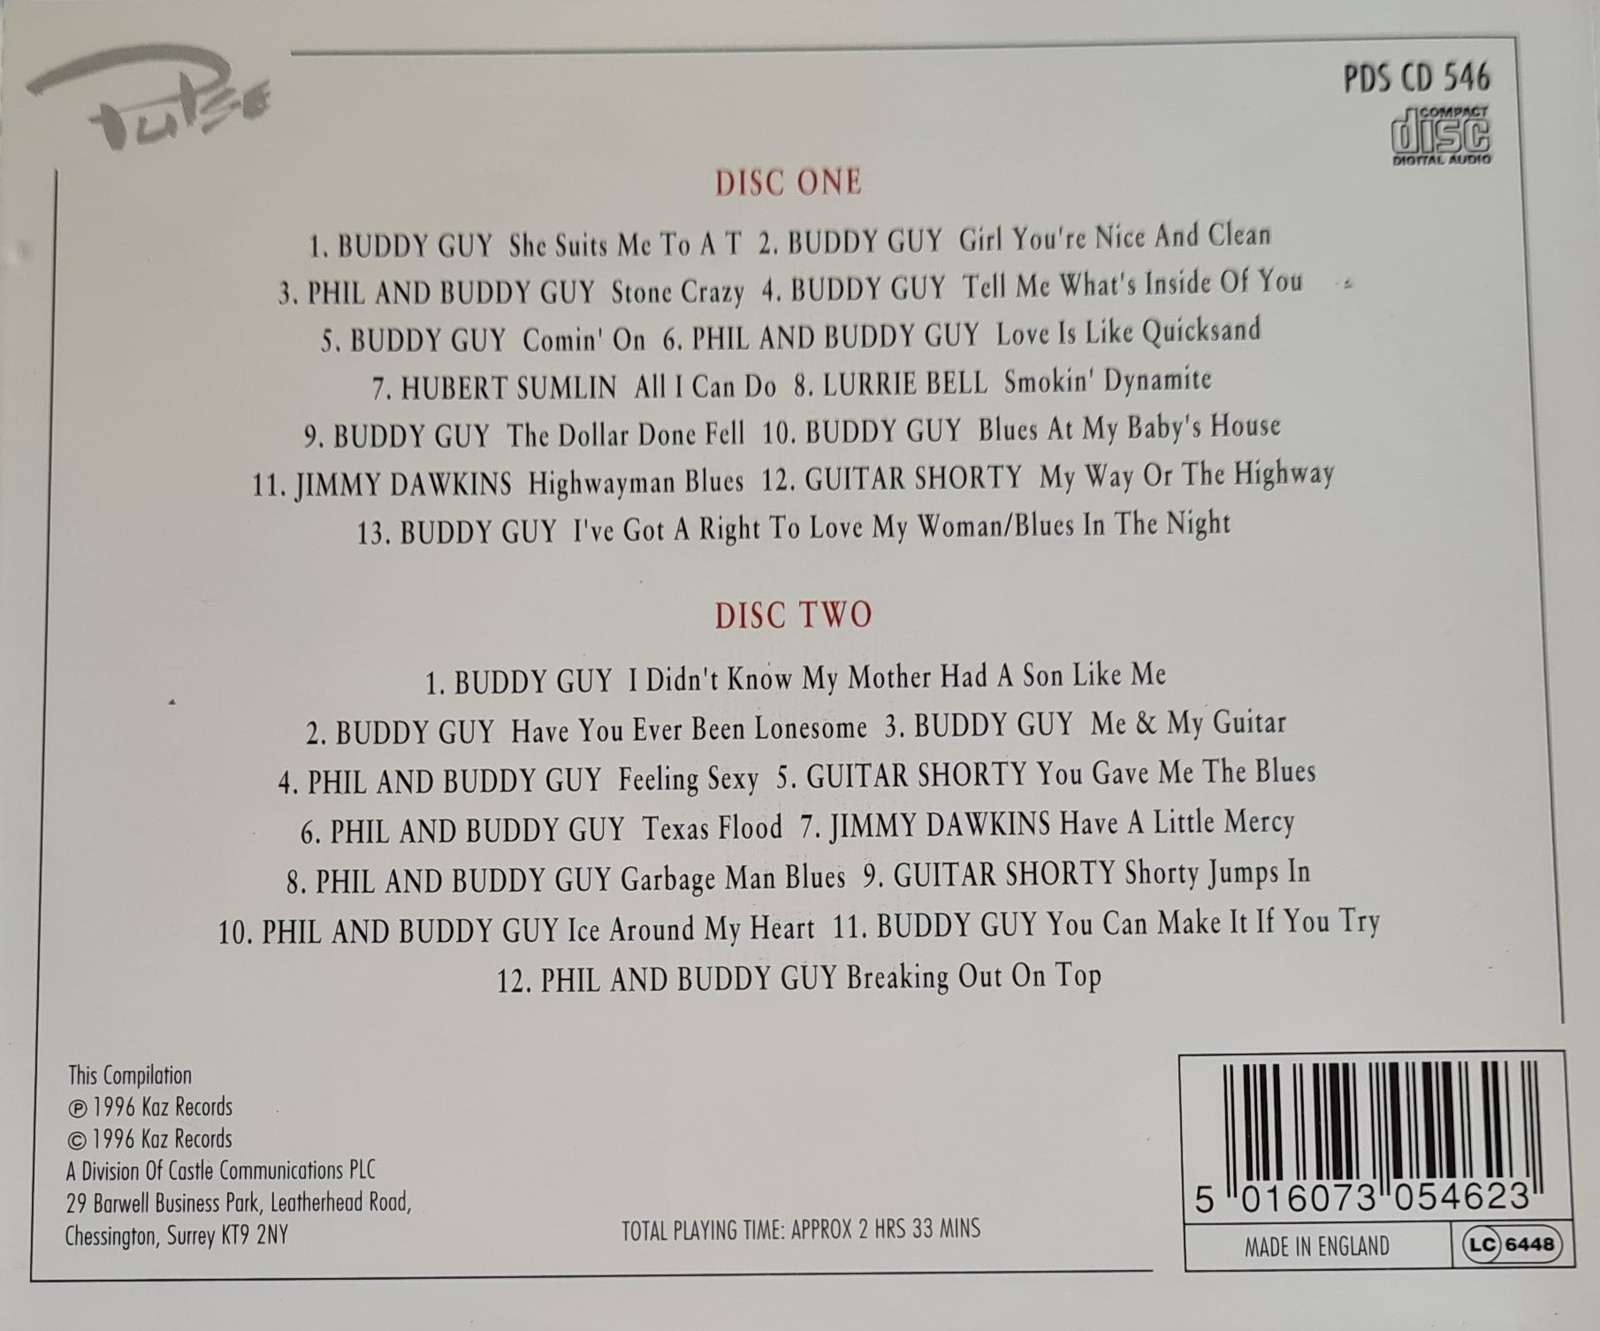 Pulse
PDS CD 546
COMPACT
disc
DIGITAL AUDIO
DISC ONE
1. BUDDY GUY She Suits Me To A T 2. BUDDY GUY Girl You're Nice And Clean
3. PHIL AND BUDDY GUY Stone Crazy 4. BUDDY GUY Tell Me What's Inside Of You
5. BUDDY GUY Comin' On 6. PHIL AND BUDDY GUY Love Is Like Quicksand
7. HUBERT SUMLIN All I Can Do 8. LURRIE BELL Smokin' Dynamite
9. BUDDY GUY The Dollar Done Fell 10. BUDDY GUY Blues At My Baby's House
11. JIMMY DAWKINS Highwayman Blues 12. GUITAR SHORTY My Way Or The Highway
13. BUDDY GUY I've Got A Right To Love My Woman/Blues In The Night
DISC TWO
1. BUDDY GUY I Didn't Know My Mother Had A Son Like Me
2. BUDDY GUY Have You Ever Been Lonesome 3. BUDDY GUY Me & My Guitar
4. PHIL AND BUDDY GUY Feeling Sexy 5. GUITAR SHORTY You Gave Me The Blues
6. PHIL AND BUDDY GUY Texas Flood 7. JIMMY DAWKINS Have A Little Mercy
8. PHIL AND BUDDY GUY Garbage Man Blues 9. GUITAR SHORTY Shorty Jumps In
10. PHIL AND BUDDY GUY Ice Around My Heart 11. BUDDY GUY You Can Make It If You Try
12. PHIL AND BUDDY GUY Breaking Out On Top
This Compilation
℗ 1996 Kaz Records
© 1996 Kaz Records
A Division Of Castle Communications PLC
29 Barwell Business Park, Leatherhead Road,
Chessington, Surrey KT9 2NY
TOTAL PLAYING TIME: APPROX 2 HRS 33 MINS
5 016073 054623
MADE IN ENGLAND
LC 6448